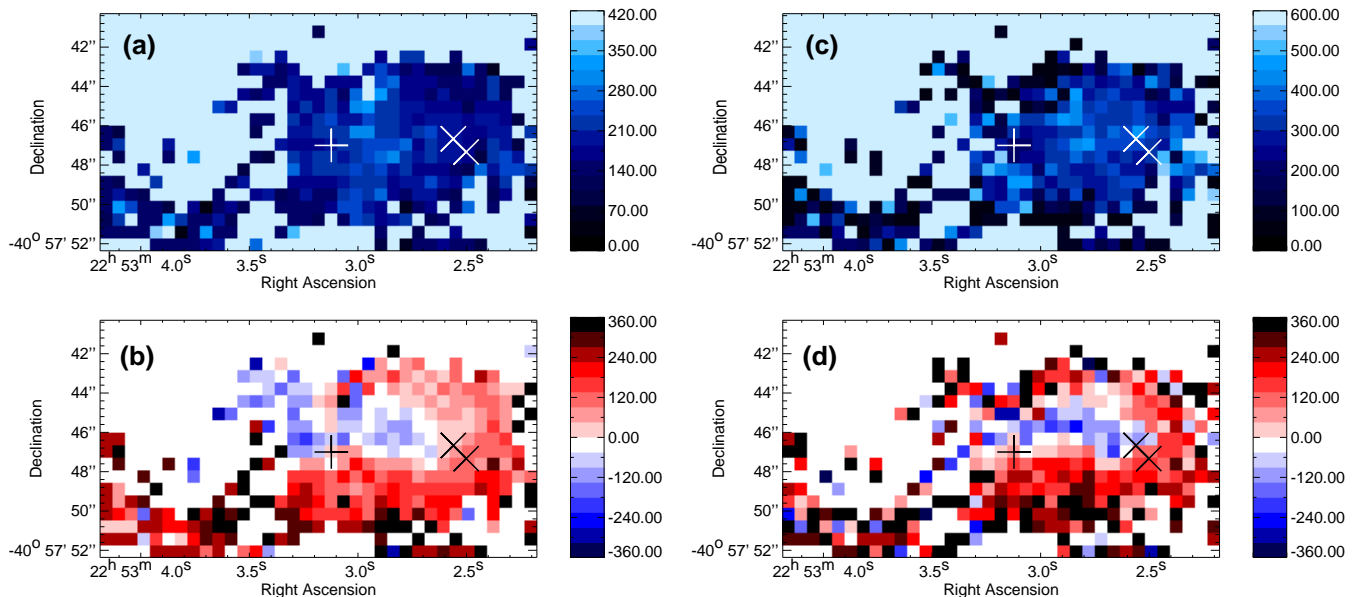 (a)
42’’
44’’
46’’
48’’
50’’
-40° 57’ 52’’
Declination
22ʰ 53ᵐ 4.0ˢ 3.5ˢ 3.0ˢ 2.5ˢ
Right Ascension
420.00
350.00
280.00
210.00
140.00
70.00
0.00
(c)
42’’
44’’
46’’
48’’
50’’
-40° 57’ 52’’
Declination
22ʰ 53ᵐ 4.0ˢ 3.5ˢ 3.0ˢ 2.5ˢ
Right Ascension
600.00
500.00
400.00
300.00
200.00
100.00
0.00
(b)
42’’
44’’
46’’
48’’
50’’
-40° 57’ 52’’
Declination
22ʰ 53ᵐ 4.0ˢ 3.5ˢ 3.0ˢ 2.5ˢ
Right Ascension
360.00
240.00
120.00
0.00
-120.00
-240.00
-360.00
(d)
42’’
44’’
46’’
48’’
50’’
-40° 57’ 52’’
Declination
22ʰ 53ᵐ 4.0ˢ 3.5ˢ 3.0ˢ 2.5ˢ
Right Ascension
360.00
240.00
120.00
0.00
-120.00
-240.00
-360.00